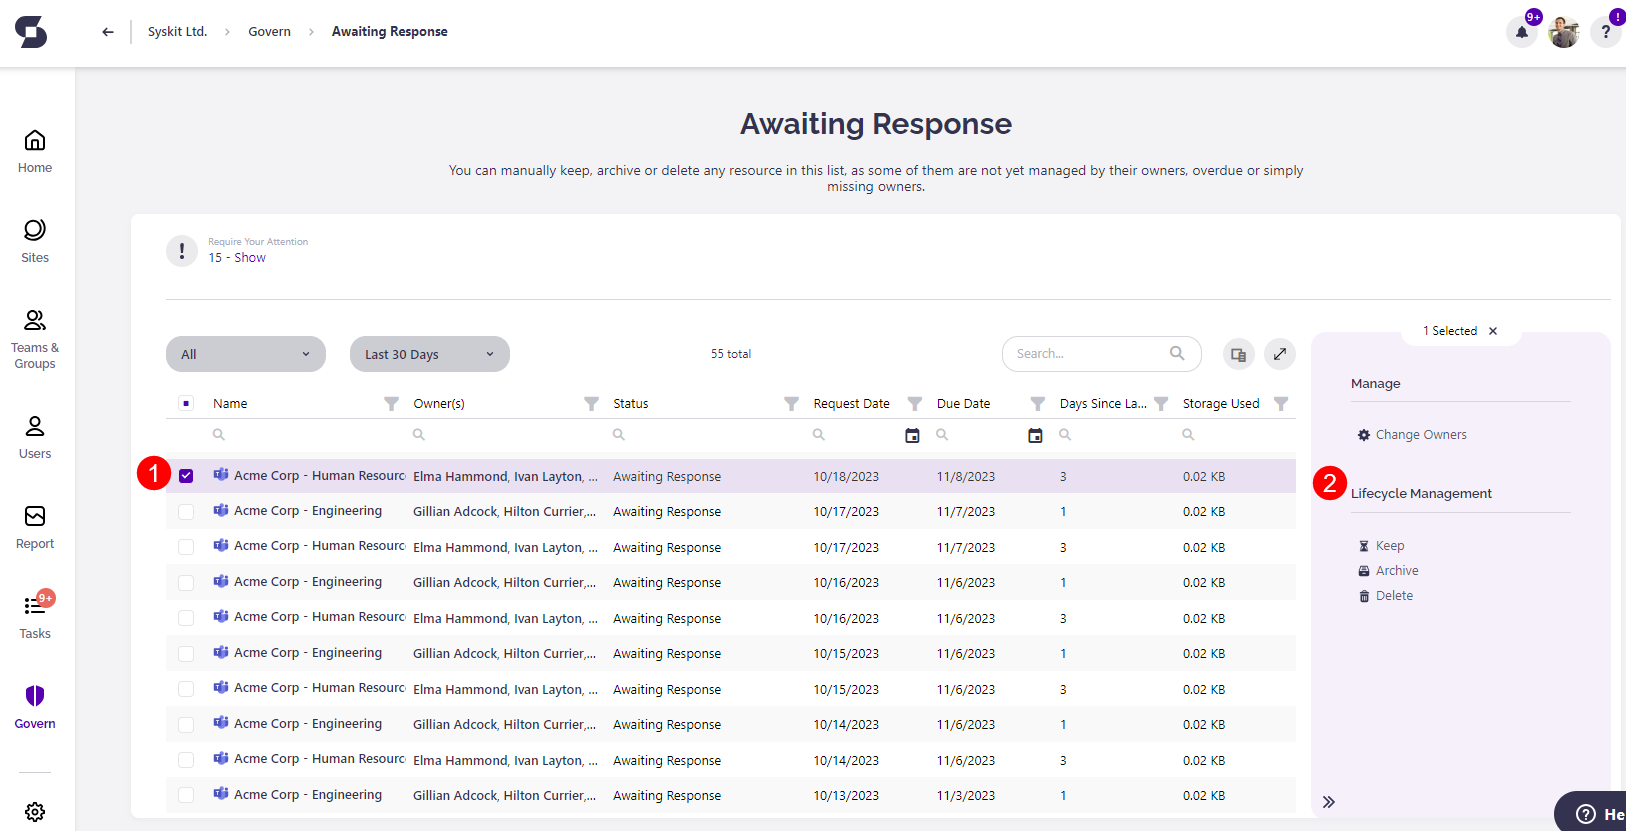 Syskit Ltd. > Govern > Awaiting Response
9+
!
?
Home
Sites
Teams &
Groups
Users
Report
9+
Tasks
Govern
Awaiting Response
You can manually keep, archive or delete any resource in this list, as some of them are not yet managed by their owners, overdue or simply
missing owners.
!
Require Your Attention
15 - Show
All
Last 30 Days
55 total
Search...
Name Owner(s) Status Request Date Due Date Days Since La... Storage Used
1
Acme Corp - Human Resourc Elma Hammond, Ivan Layton, ... Awaiting Response 10/18/2023 11/8/2023 3 0.02 KB
Acme Corp - Engineering Gillian Adcock, Hilton Currier,... Awaiting Response 10/17/2023 11/7/2023 1 0.02 KB
Acme Corp - Human Resourc Elma Hammond, Ivan Layton, ... Awaiting Response 10/17/2023 11/7/2023 3 0.02 KB
Acme Corp - Engineering Gillian Adcock, Hilton Currier,... Awaiting Response 10/16/2023 11/6/2023 1 0.02 KB
Acme Corp - Human Resourc Elma Hammond, Ivan Layton, ... Awaiting Response 10/16/2023 11/6/2023 3 0.02 KB
Acme Corp - Engineering Gillian Adcock, Hilton Currier,... Awaiting Response 10/15/2023 11/6/2023 1 0.02 KB
Acme Corp - Human Resourc Elma Hammond, Ivan Layton, ... Awaiting Response 10/15/2023 11/6/2023 3 0.02 KB
Acme Corp - Engineering Gillian Adcock, Hilton Currier,... Awaiting Response 10/14/2023 11/6/2023 1 0.02 KB
Acme Corp - Human Resourc Elma Hammond, Ivan Layton, ... Awaiting Response 10/14/2023 11/6/2023 3 0.02 KB
Acme Corp - Engineering Gillian Adcock, Hilton Currier,... Awaiting Response 10/13/2023 11/3/2023 1 0.02 KB
1 Selected
Manage
Change Owners
2
Lifecycle Management
Keep
Archive
Delete
? He